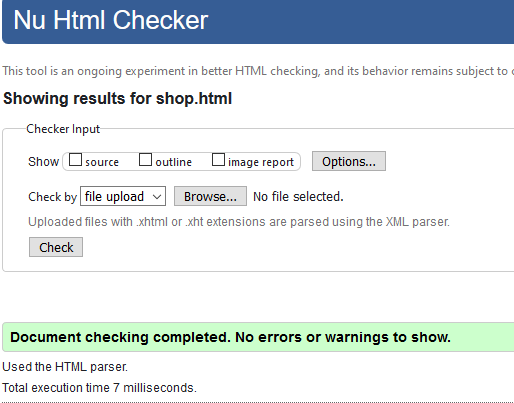 Nu Html Checker
This tool is an ongoing experiment in better HTML checking, and its behavior remains subject to
Showing results for shop.html
Checker Input
Show source outline image report Options...
Check by file upload Browse... No file selected.
Uploaded files with .xhtml or .xht extensions are parsed using the XML parser.
Check
Document checking completed. No errors or warnings to show.
Used the HTML parser.
Total execution time 7 milliseconds.